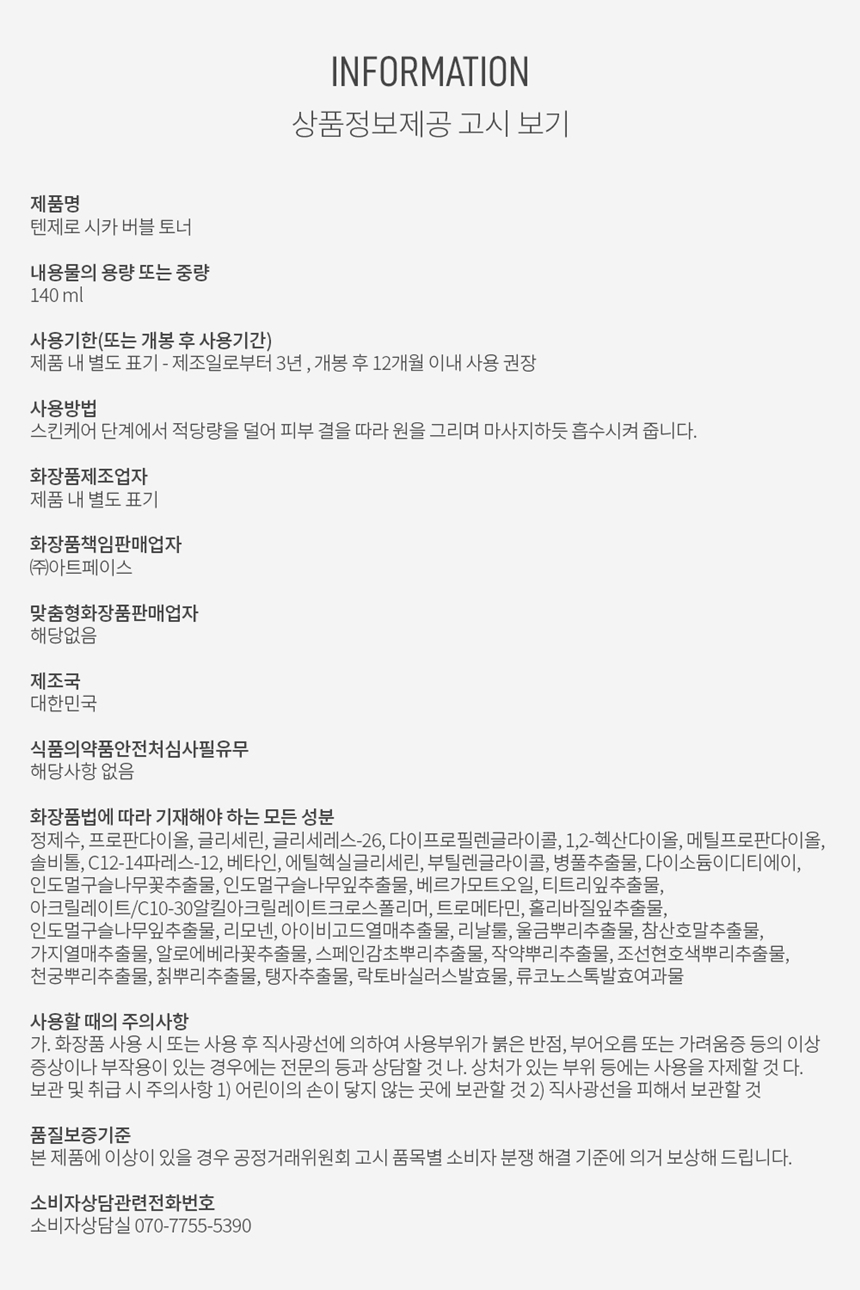 INFORMATION
상품정보제공 고시 보기
제품명
텐제로 시카 버블 토너
내용물의 용량 또는 중량
140 ml
사용기한(또는 개봉 후 사용기간)
제품 내 별도 표기 - 제조일로부터 3년 , 개봉 후 12개월 이내 사용 권장
사용방법
스킨케어 단계에서 적당량을 덜어 피부 결을 따라 원을 그리며 마사지하듯 흡수시켜 줍니다.
화장품제조업자
제품 내 별도 표기
화장품책임판매업자
㈜아트페이스
맞춤형화장품판매업자
해당없음
제조국
대한민국
식품의약품안전처심사필유무
해당사항 없음
화장품법에 따라 기재해야 하는 모든 성분
정제수, 프로판다이올, 글리세린, 글리세레스-26, 다이프로필렌글라이콜, 1,2-헥산다이올, 메틸프로판다이올,
솔비톨, C12-14파레스-12, 베타인, 에틸헥실글리세린, 부틸렌글라이콜, 병풀추출물, 다이소듐이디티에이,
인도멀구슬나무꽃추출물, 인도멀구슬나무잎추출물, 베르가모트오일, 티트리잎추출물,
아크릴레이트/C10-30알킬아크릴레이트크로스폴리머, 트로메타민, 홀리바질잎추출물,
인도멀구슬나무잎추출물, 리모넨, 아이비고드열매추출물, 리날룰, 울금뿌리추출물, 참산호말추출물,
가지열매추출물, 알로에베라꽃추출물, 스페인감초뿌리추출물, 작약뿌리추출물, 조선현호색뿌리추출물,
천궁뿌리추출물, 칡뿌리추출물, 탱자추출물, 락토바실러스발효물, 류코노스톡발효여과물
사용할 때의 주의사항
가. 화장품 사용 시 또는 사용 후 직사광선에 의하여 사용부위가 붉은 반점, 부어오름 또는 가려움증 등의 이상
증상이나 부작용이 있는 경우에는 전문의 등과 상담할 것 나. 상처가 있는 부위 등에는 사용을 자제할 것 다.
보관 및 취급 시 주의사항 1) 어린이의 손이 닿지 않는 곳에 보관할 것 2) 직사광선을 피해서 보관할 것
품질보증기준
본 제품에 이상이 있을 경우 공정거래위원회 고시 품목별 소비자 분쟁 해결 기준에 의거 보상해 드립니다.
소비자상담관련전화번호
소비자상담실 070-7755-5390